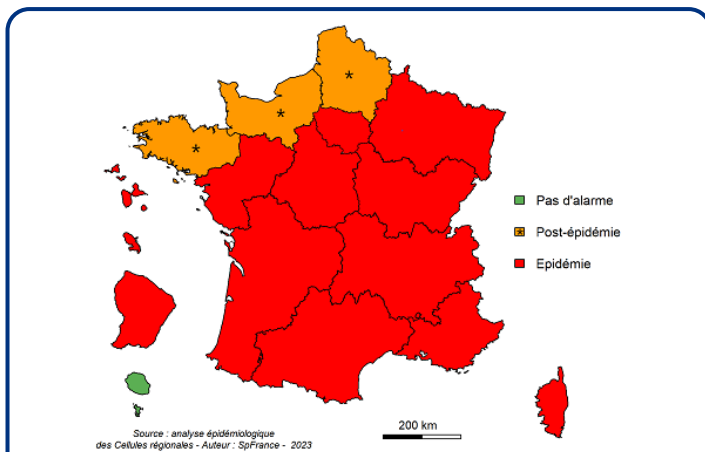 Pas d'alarme
* Post-épidémie
Epidémie
* 
* 
* 
200 km
Source : analyse épidémiologique
des Cellules régionales - Auteur : SpFrance - 2023